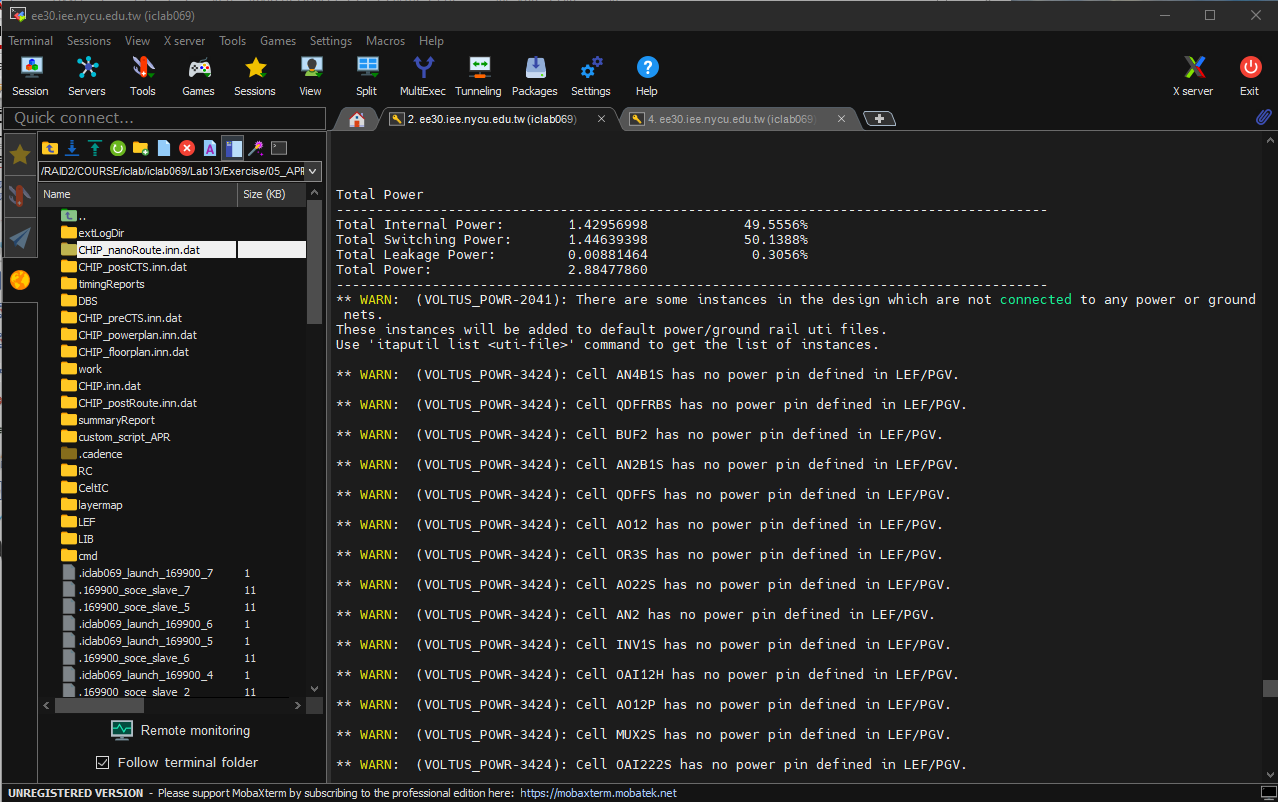 ee30.iee.nycu.edu.tw (iclab069)
Terminal Sessions View X server Tools Games Settings Macros Help
Session Servers Tools Games Sessions View Split MultiExec Tunneling Packages Settings Help X server Exit
Quick connect...
2. ee30.iee.nycu.edu.tw (iclab069)
4. ee30.iee.nycu.edu.tw (iclab069)
/RAID2/COURSE/iclab/iclab069/Lab13/Exercise/05_APR
Name Size (KB)
..
extLogDir
CHIP_nanoRoute.inn.dat
CHIP_postCTS.inn.dat
timingReports
DBS
CHIP_preCTS.inn.dat
CHIP_powerplan.inn.dat
CHIP_floorplan.inn.dat
work
CHIP.inn.dat
CHIP_postRoute.inn.dat
summaryReport
custom_script_APR
.cadence
RC
CeltIC
layermap
LEF
LIB
cmd
.iclab069_launch_169900_7 1
.169900_soce_slave_7 11
.169900_soce_slave_5 11
.iclab069_launch_169900_6 1
.iclab069_launch_169900_5 1
.169900_soce_slave_6 11
.iclab069_launch_169900_4 1
.169900_soce_slave_2 11
Remote monitoring
Follow terminal folder
Total Power
-----------------------------------------------------------------------------------------
Total Internal Power: 1.42956998 49.5556%
Total Switching Power: 1.44639398 50.1388%
Total Leakage Power: 0.00881464 0.3056%
Total Power: 2.88477860
-----------------------------------------------------------------------------------------
** WARN: (VOLTUS_POWR-2041): There are some instances in the design which are not connected to any power or ground
nets.
These instances will be added to default power/ground rail uti files.
Use 'itaputil list <uti-file>' command to get the list of instances.
** WARN: (VOLTUS_POWR-3424): Cell AN4B1S has no power pin defined in LEF/PGV.
** WARN: (VOLTUS_POWR-3424): Cell QDFFRBS has no power pin defined in LEF/PGV.
** WARN: (VOLTUS_POWR-3424): Cell BUF2 has no power pin defined in LEF/PGV.
** WARN: (VOLTUS_POWR-3424): Cell AN2B1S has no power pin defined in LEF/PGV.
** WARN: (VOLTUS_POWR-3424): Cell QDFFS has no power pin defined in LEF/PGV.
** WARN: (VOLTUS_POWR-3424): Cell AO12 has no power pin defined in LEF/PGV.
** WARN: (VOLTUS_POWR-3424): Cell OR3S has no power pin defined in LEF/PGV.
** WARN: (VOLTUS_POWR-3424): Cell AO22S has no power pin defined in LEF/PGV.
** WARN: (VOLTUS_POWR-3424): Cell AN2 has no power pin defined in LEF/PGV.
** WARN: (VOLTUS_POWR-3424): Cell INV1S has no power pin defined in LEF/PGV.
** WARN: (VOLTUS_POWR-3424): Cell OAI12H has no power pin defined in LEF/PGV.
** WARN: (VOLTUS_POWR-3424): Cell AO12P has no power pin defined in LEF/PGV.
** WARN: (VOLTUS_POWR-3424): Cell MUX2S has no power pin defined in LEF/PGV.
** WARN: (VOLTUS_POWR-3424): Cell OAI222S has no power pin defined in LEF/PGV.
UNREGISTERED VERSION - Please support MobaXterm by subscribing to the professional edition here: https://mobaxterm.mobatek.net